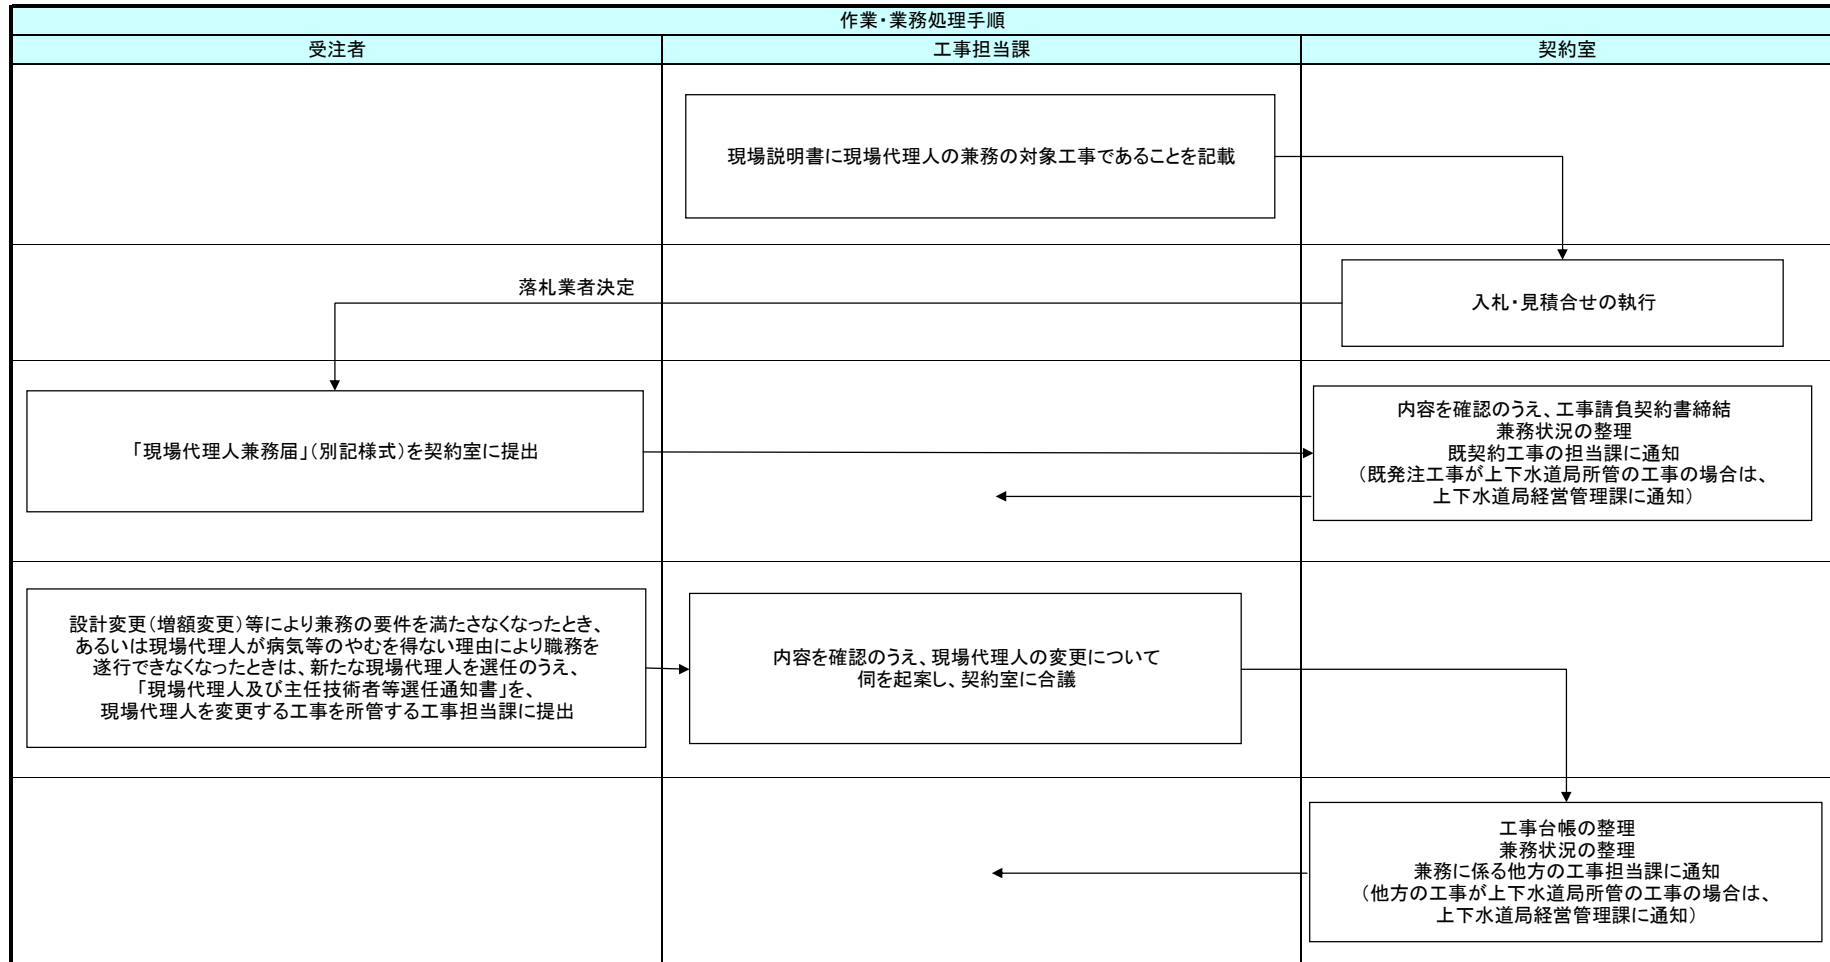 作業・業務処理手順
受注者
工事担当課
契約室
現場説明書に現場代理人の兼務の対象工事であることを記載
落札業者決定
入札・見積合せの執行
「現場代理人兼務届」（別記様式）を契約室に提出
内容を確認のうえ、工事請負契約書締結
兼務状況の整理
既契約工事の担当課に通知
（既発注工事が上下水道局所管の工事の場合は、
上下水道局経営管理課に通知）
設計変更（増額変更）等により兼務の要件を満たさなくなったとき、
あるいは現場代理人が病気等のやむを得ない理由により職務を
遂行できなくなったときは、新たな現場代理人を選任のうえ、
「現場代理人及び主任技術者等選任通知書」を、
現場代理人を変更する工事を所管する工事担当課に提出
内容を確認のうえ、現場代理人の変更について
伺を起案し、契約室に合議
工事台帳の整理
兼務状況の整理
兼務に係る他方の工事担当課に通知
（他方の工事が上下水道局所管の工事の場合は、
上下水道局経営管理課に通知）